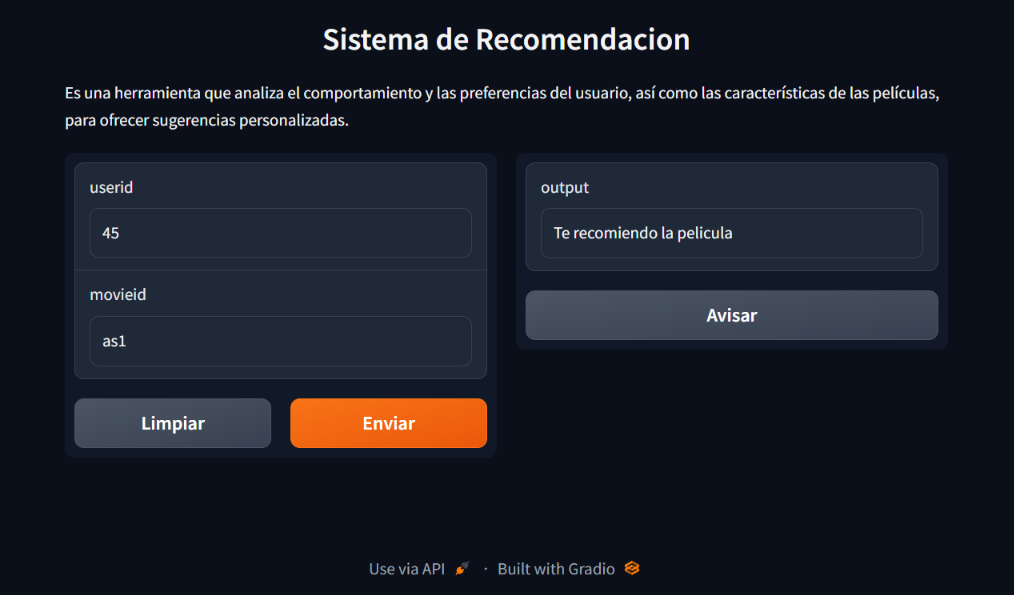 Sistema de Recomendacion
Es una herramienta que analiza el comportamiento y las preferencias del usuario, así como las características de las películas,
para ofrecer sugerencias personalizadas.
userid
45
movieid
as1
Limpiar
Enviar
output
Te recomiendo la pelicula
Avisar
Use via API · Built with Gradio